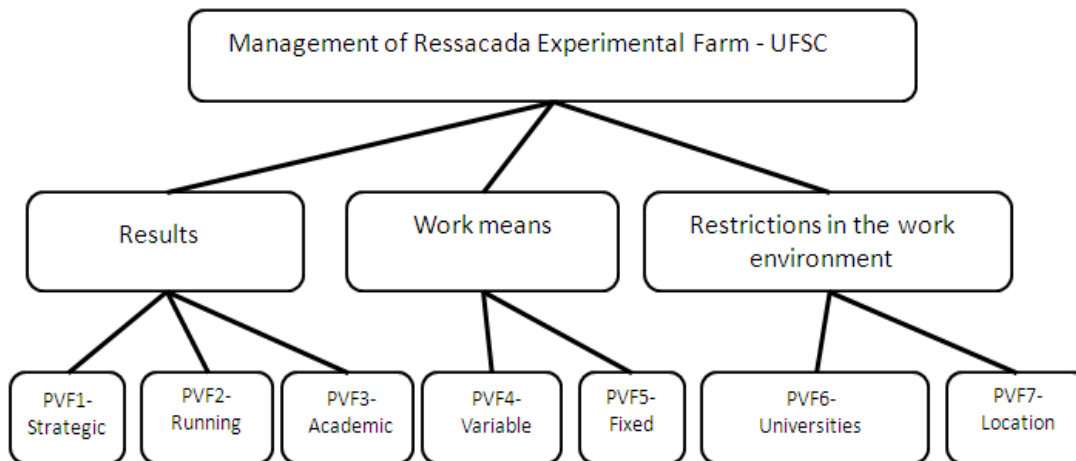 Management of Ressacada Experimental Farm - UFSC
Results
Work means
Restrictions in the work
environment
PVF1-
Strategic
PVF2-
Running
PVF3-
Academic
PVF4-
Variable
PVF5-
Fixed
PVF6-
Universities
PVF7-
Location